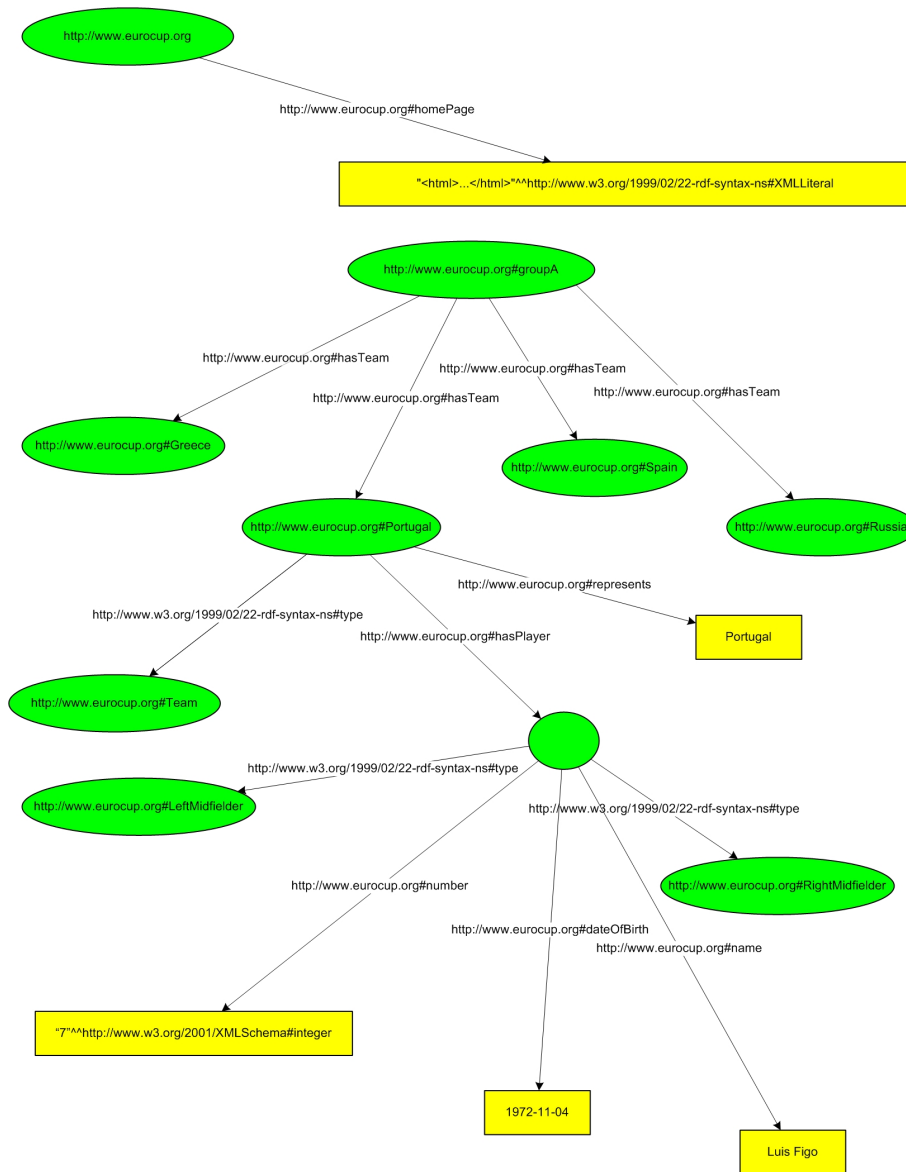 http://www.eurocup.org
http://www.eurocup.org#homePage
"<html>...</html>"^^http://www.w3.org/1999/02/22-rdf-syntax-ns#XMLLiteral
http://www.eurocup.org#groupA
http://www.eurocup.org#hasTeam
http://www.eurocup.org#hasTeam
http://www.eurocup.org#hasTeam
http://www.eurocup.org#hasTeam
http://www.eurocup.org#Greece
http://www.eurocup.org#Spain
http://www.eurocup.org#Portugal
http://www.eurocup.org#Russia
http://www.eurocup.org#represents
http://www.w3.org/1999/02/22-rdf-syntax-ns#type
http://www.eurocup.org#hasPlayer
Portugal
http://www.eurocup.org#Team
http://www.w3.org/1999/02/22-rdf-syntax-ns#type
http://www.eurocup.org#LeftMidfielder
http://www.w3.org/1999/02/22-rdf-syntax-ns#type
http://www.eurocup.org#number
http://www.eurocup.org#RightMidfielder
http://www.eurocup.org#dateOfBirth
http://www.eurocup.org#name
“7”^^http://www.w3.org/2001/XMLSchema#integer
1972-11-04
Luis Figo